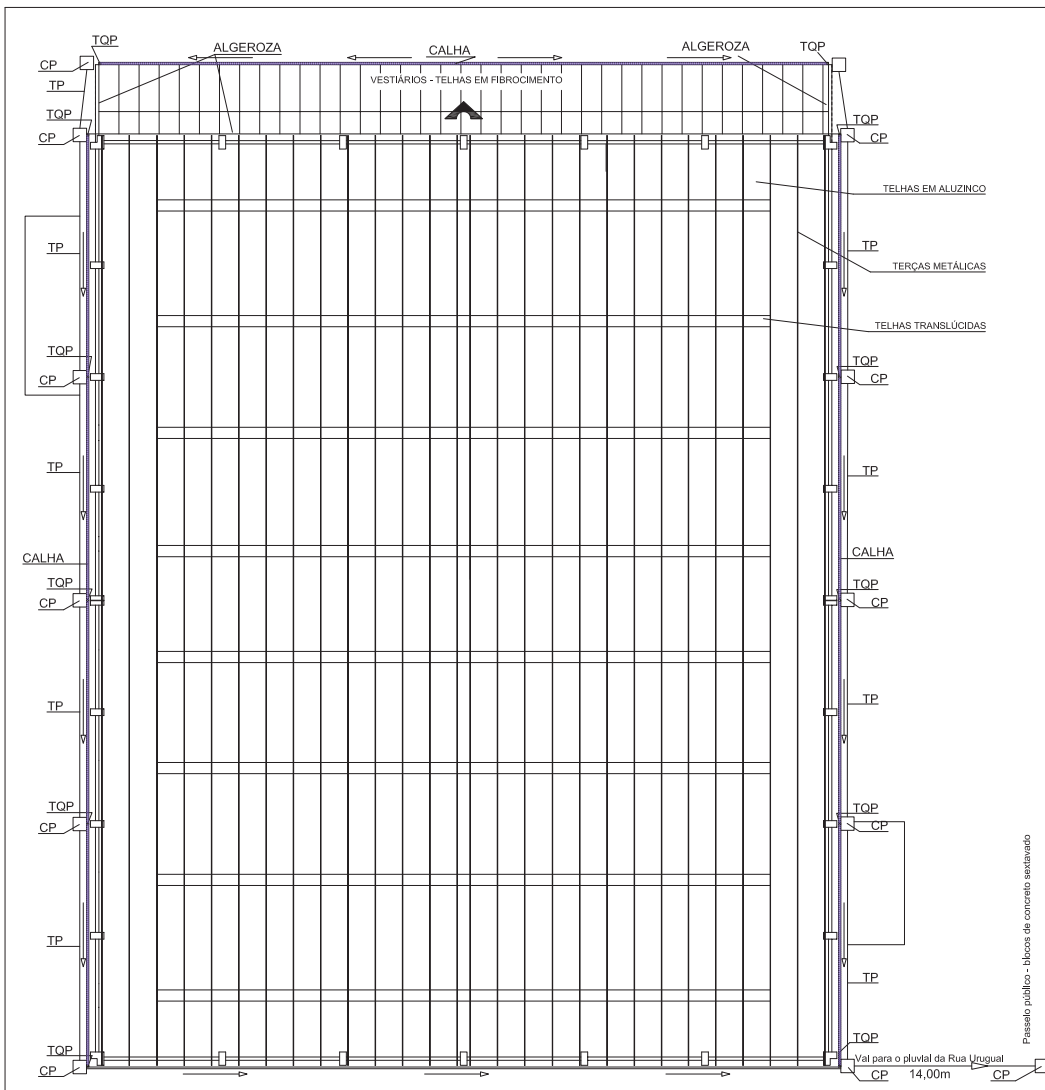 TQP
ALGEROZA
CALHA
ALGEROZA
TQP
CP
TP
VESTIÁRIOS - TELHAS EM FIBROCIMENTO
TQP
TQP
CP
CP
TELHAS EM ALUZINCO
TP
TP
TERÇAS METÁLICAS
TELHAS TRANSLÚCIDAS
TQP
TQP
CP
CP
TP
TP
CALHA
CALHA
TQP
TQP
CP
CP
TP
TP
TQP
TQP
CP
CP
Passeio público - blocos de concreto sextavado
TP
TP
TQP
TQP
Vai para o pluvial da Rua Uruguai
CP
CP
14,00m
CP